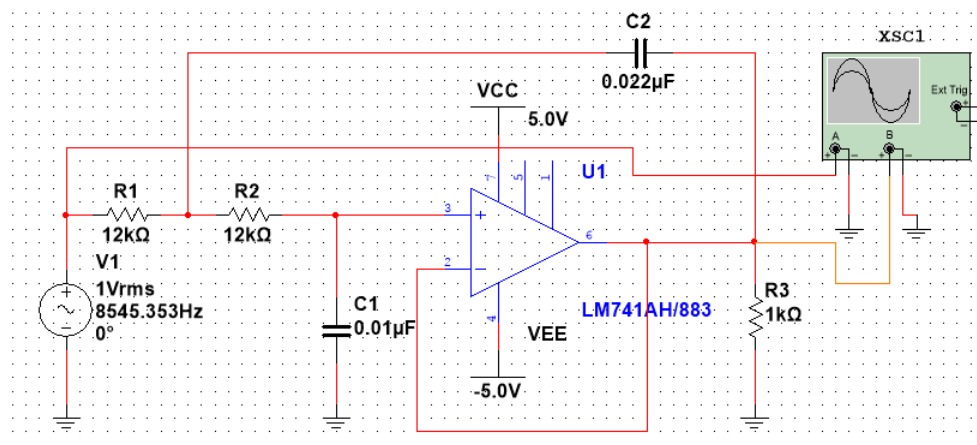 C2
0.022µF
xsc1
Ext Trig
+
-
A
B
+ -
+ -
VCC
5.0V
7
5
1
U1
R1
12kΩ
R2
12kΩ
3
+
2
−
6
4
V1
1Vrms
8545.353Hz
0°
+
−
C1
0.01µF
VEE
-5.0V
LM741AH/883
R3
1kΩ